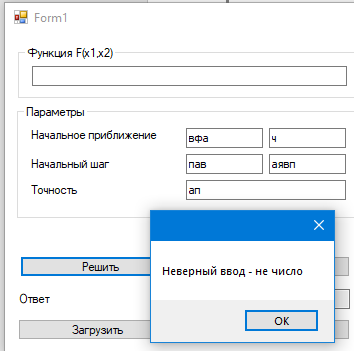 Form1
Функция F(x1,x2)
Параметры
Начальное приближение вфа ч
Начальный шаг пав аявп
Точность ап
Неверный ввод - не число
Решить
Ответ
OK
Загрузить